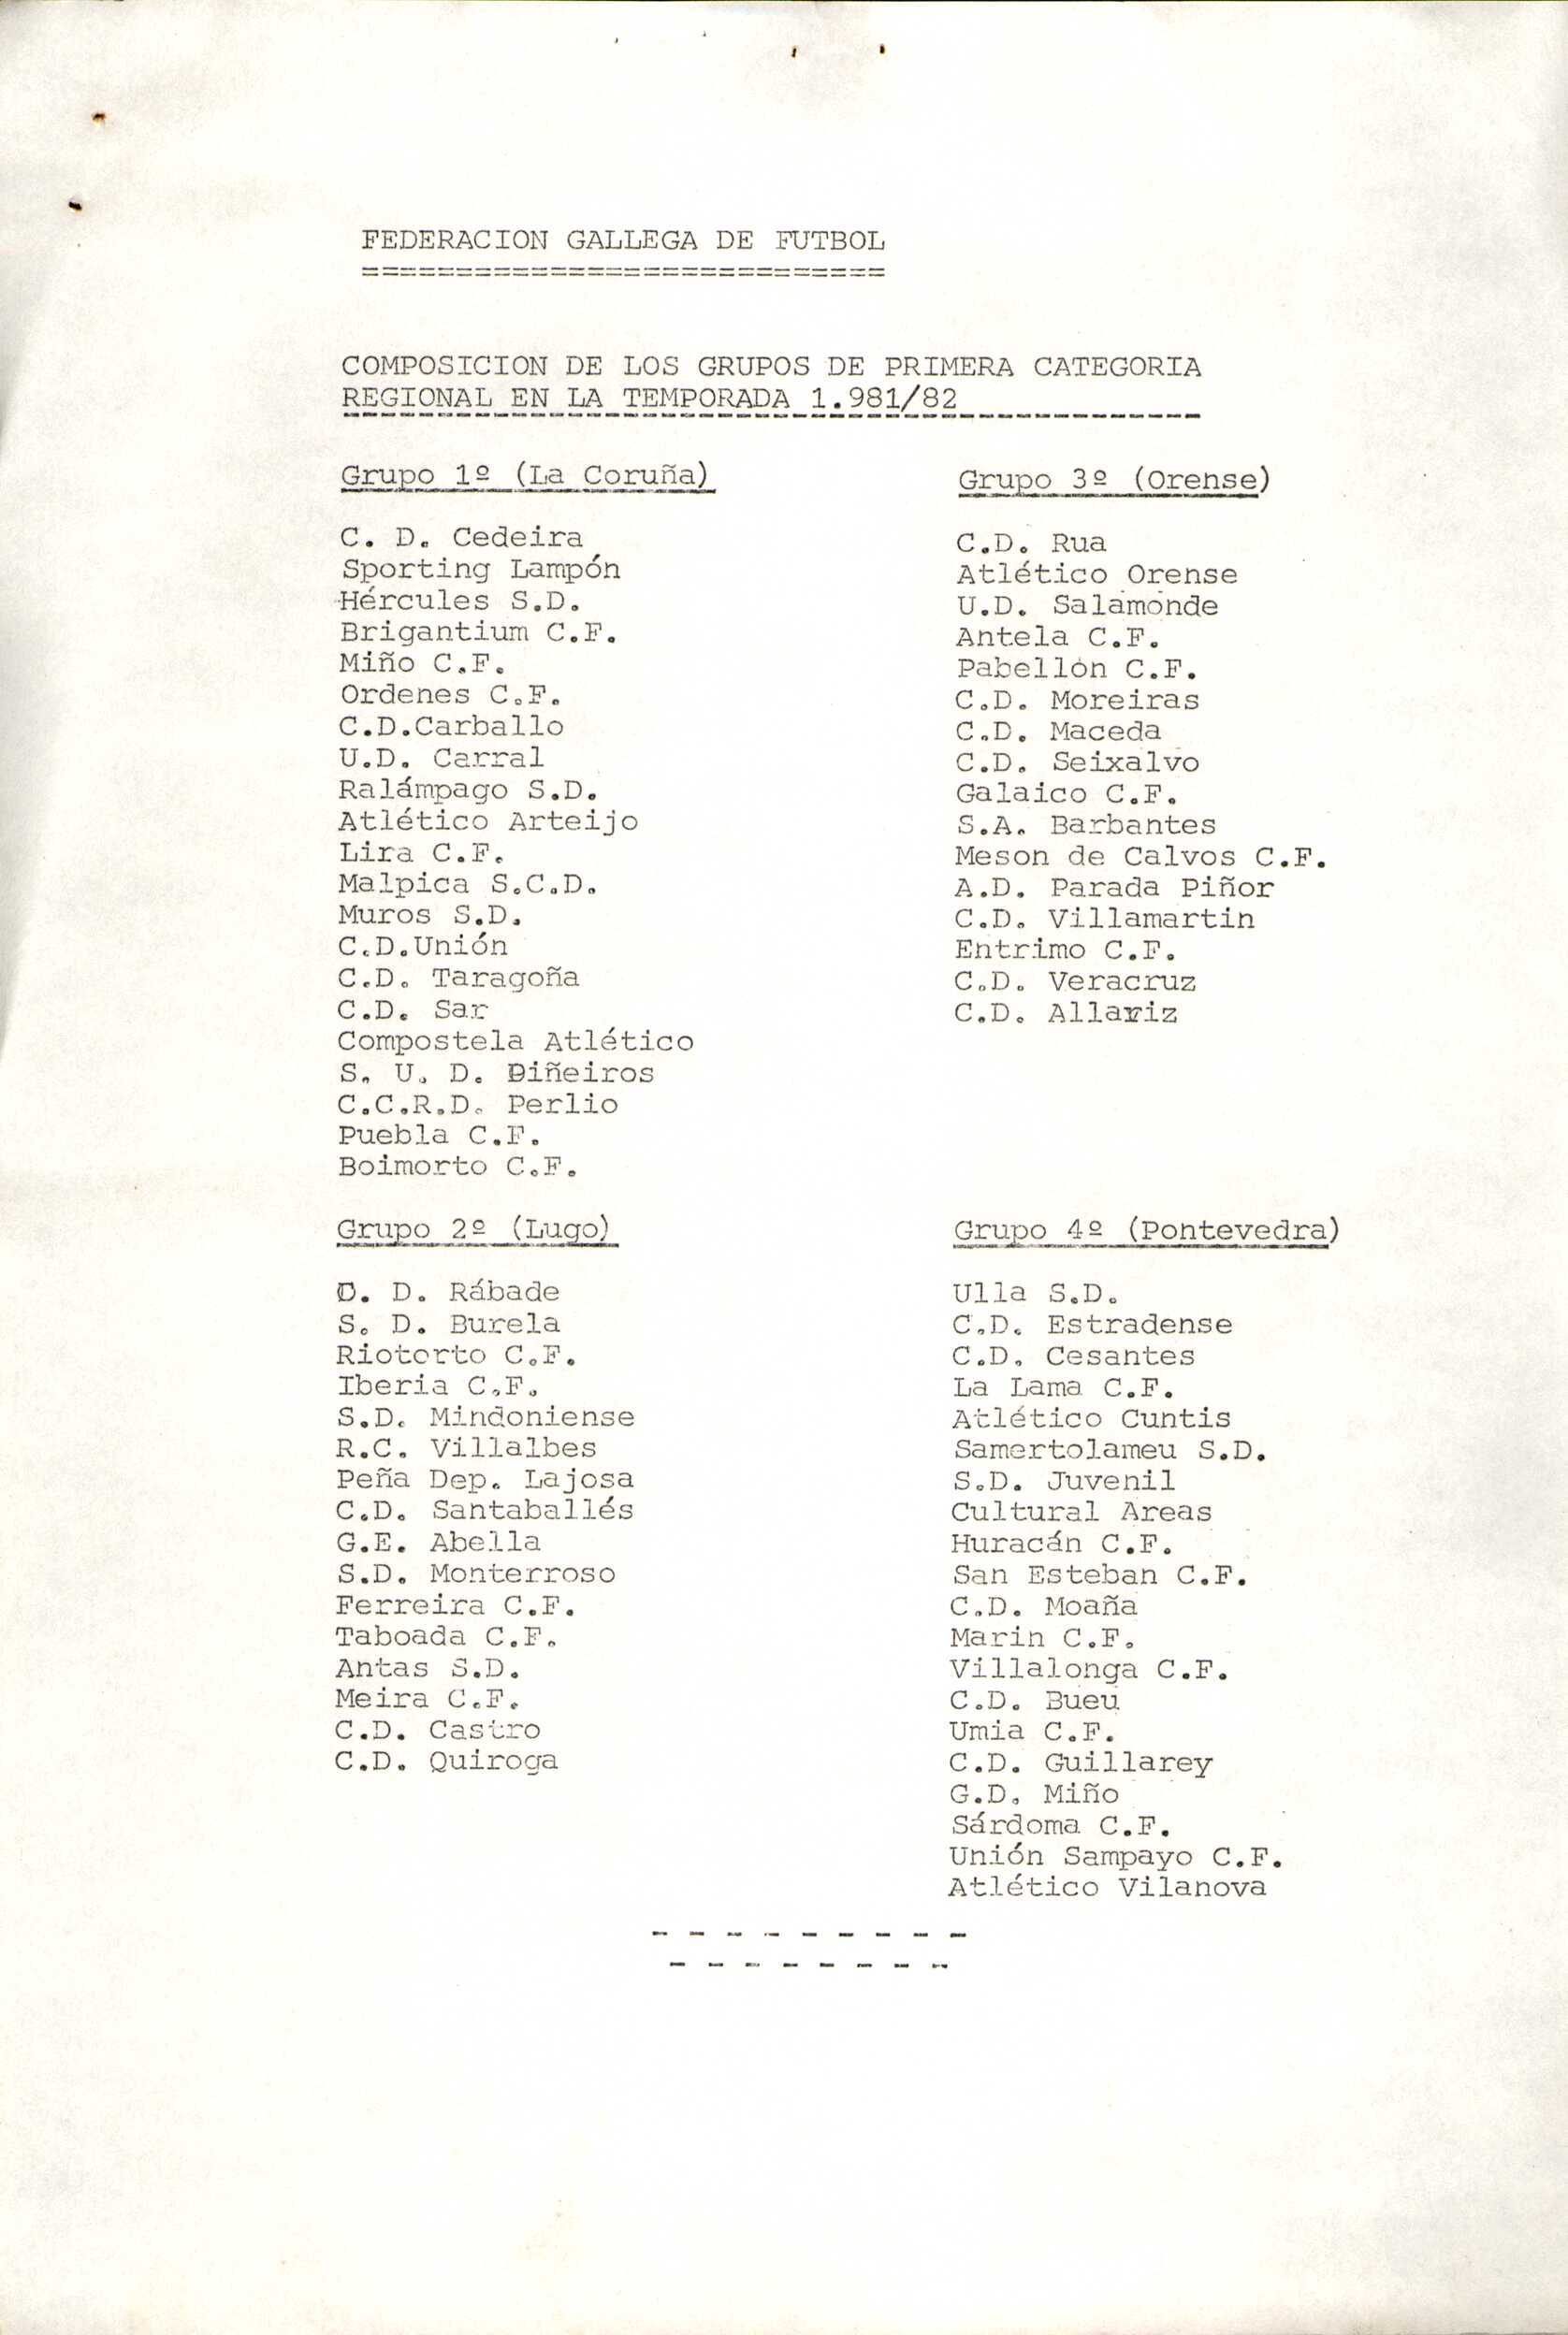 FEDERACION GALLEGA DE FUTBOL
============================
COMPOSICION DE LOS GRUPOS DE PRIMERA CATEGORIA
REGIONAL EN LA TEMPORADA 1.981/82
Grupo 1º (La Coruña)
C. D. Cedeira
Sporting Lampón
Hércules S.D.
Brigantium C.F.
Miño C.F.
Ordenes C.F.
C.D.Carballo
U.D. Carral
Ralámpago S.D.
Atlético Arteijo
Lira C.F.
Malpica S.C.D.
Muros S.D.
C.D.Unión
C.D. Taragoña
C.D. Sar
Compostela Atlético
S. U. D. Piñeiros
C.C.R.D. Perlio
Puebla C.F.
Boimorto C.F.
Grupo 2º (Lugo)
C. D. Rábade
S. D. Burela
Riotorto C.F.
Iberia C.F.
S.D. Mindoniense
R.C. Villalbes
Peña Dep. Lajosa
C.D. Santaballés
G.E. Abella
S.D. Monterroso
Ferreira C.F.
Taboada C.F.
Antas S.D.
Meira C.F.
C.D. Castro
C.D. Quiroga
Grupo 3º (Orense)
C.D. Rua
Atlético Orense
U.D. Salamonde
Antela C.F.
Pabellón C.F.
C.D. Moreiras
C.D. Maceda
C.D. Seixalvo
Galaico C.F.
S.A. Barbantes
Meson de Calvos C.F.
A.D. Parada Piñor
C.D. Villamartin
Entrimo C.F.
C.D. Veracruz
C.D. Allariz
Grupo 4º (Pontevedra)
Ulla S.D.
C.D. Estradense
C.D. Cesantes
La Lama C.F.
Atlético Cuntis
Samertolameu S.D.
S.D. Juvenil
Cultural Areas
Huracán C.F.
San Esteban C.F.
C.D. Moaña
Marin C.F.
Villalonga C.F.
C.D. Bueu
Umia C.F.
C.D. Guillarey
G.D. Miño
Sárdoma C.F.
Unión Sampayo C.F.
Atlético Vilanova
- - - - - - - - -
- - - - - - - -